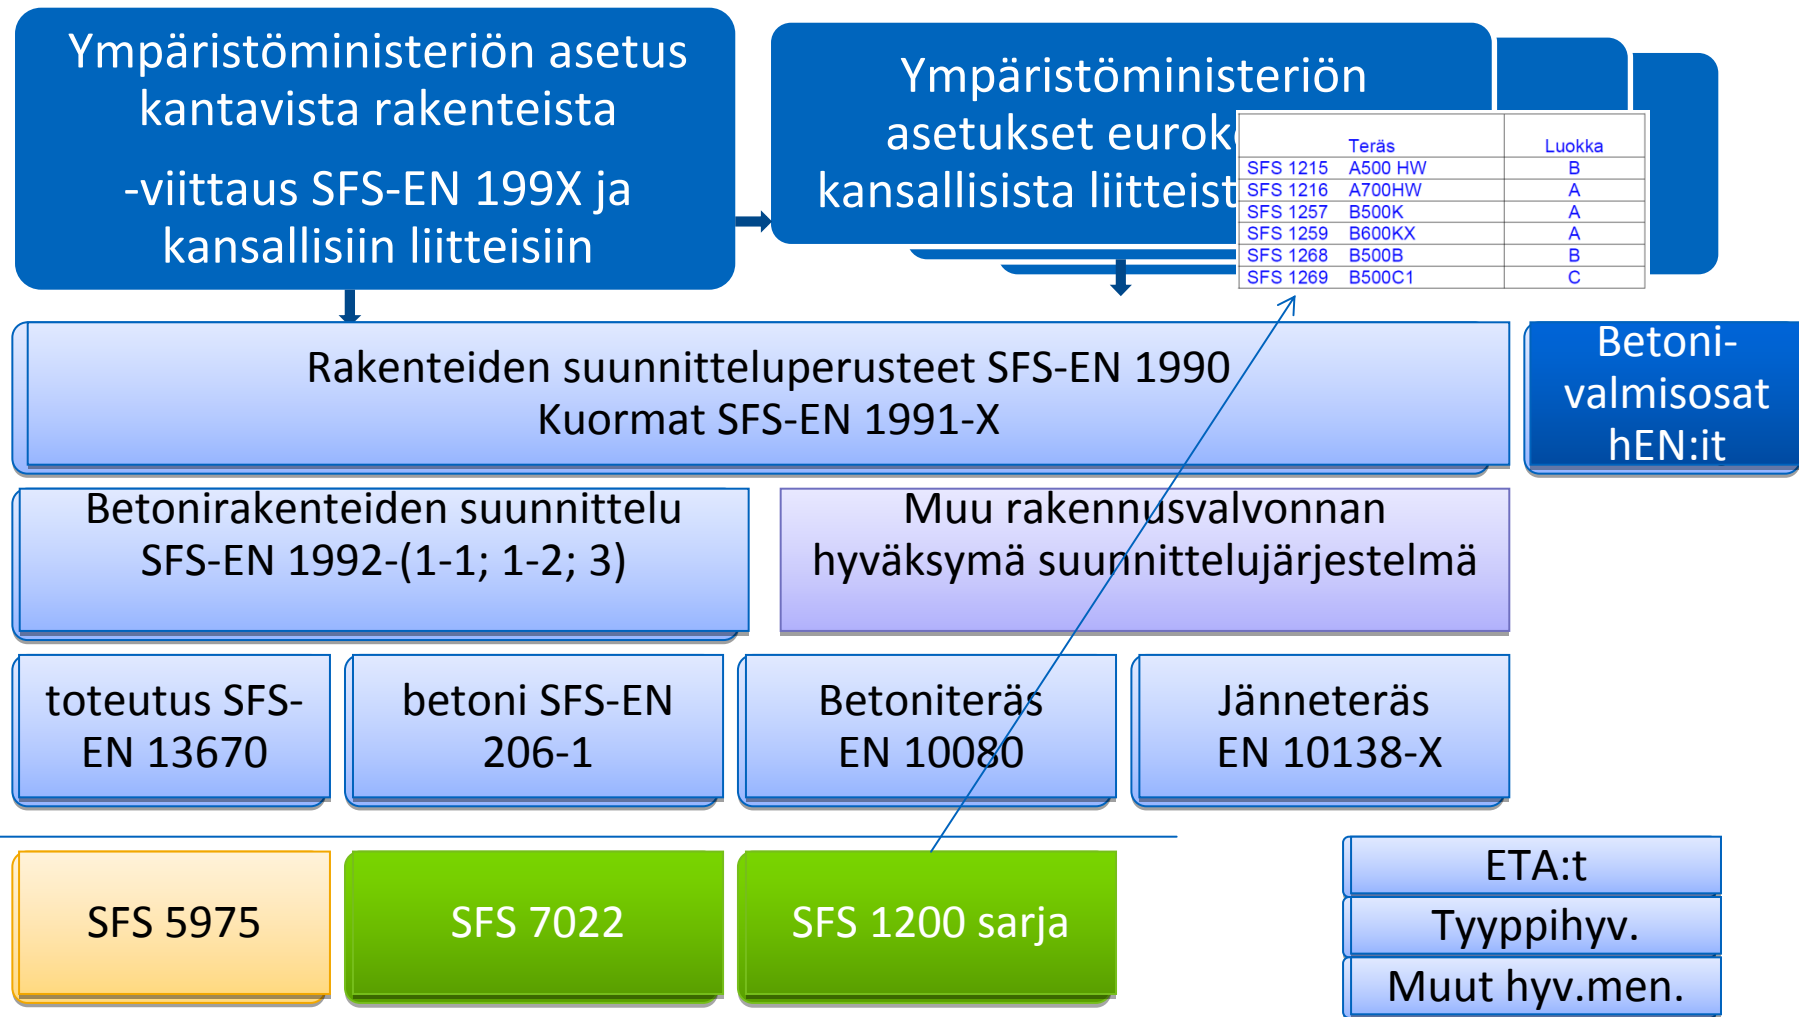 Ympäristöministeriön asetus
kantavista rakenteista
-viittaus SFS-EN 199X ja
kansallisiin liitteisiin
Ympäristöministeriön
asetukset
kansallisista
Teräs Luokka
SFS 1215 A500 HW B
SFS 1216 A700HW A
SFS 1257 B500K A
SFS 1259 B600KX A
SFS 1268 B500B B
SFS 1269 B500C1 C
Rakenteiden suunnitteluperusteet SFS-EN 1990
Kuormat SFS-EN 1991-X
Betoni-
valmisosat
hEN:it
Betonirakenteiden suunnittelu
SFS-EN 1992-(1-1; 1-2; 3)
Muu rakennusvalvonnan
hyväksymä suunnittelujärjestelmä
toteutus SFS-
EN 13670
betoni SFS-EN
206-1
Betoniteräs
EN 10080
Jänneteräs
EN 10138-X
SFS 5975
SFS 7022
SFS 1200 sarja
ETA:t
Tyyppihyv.
Muut hyv.men.